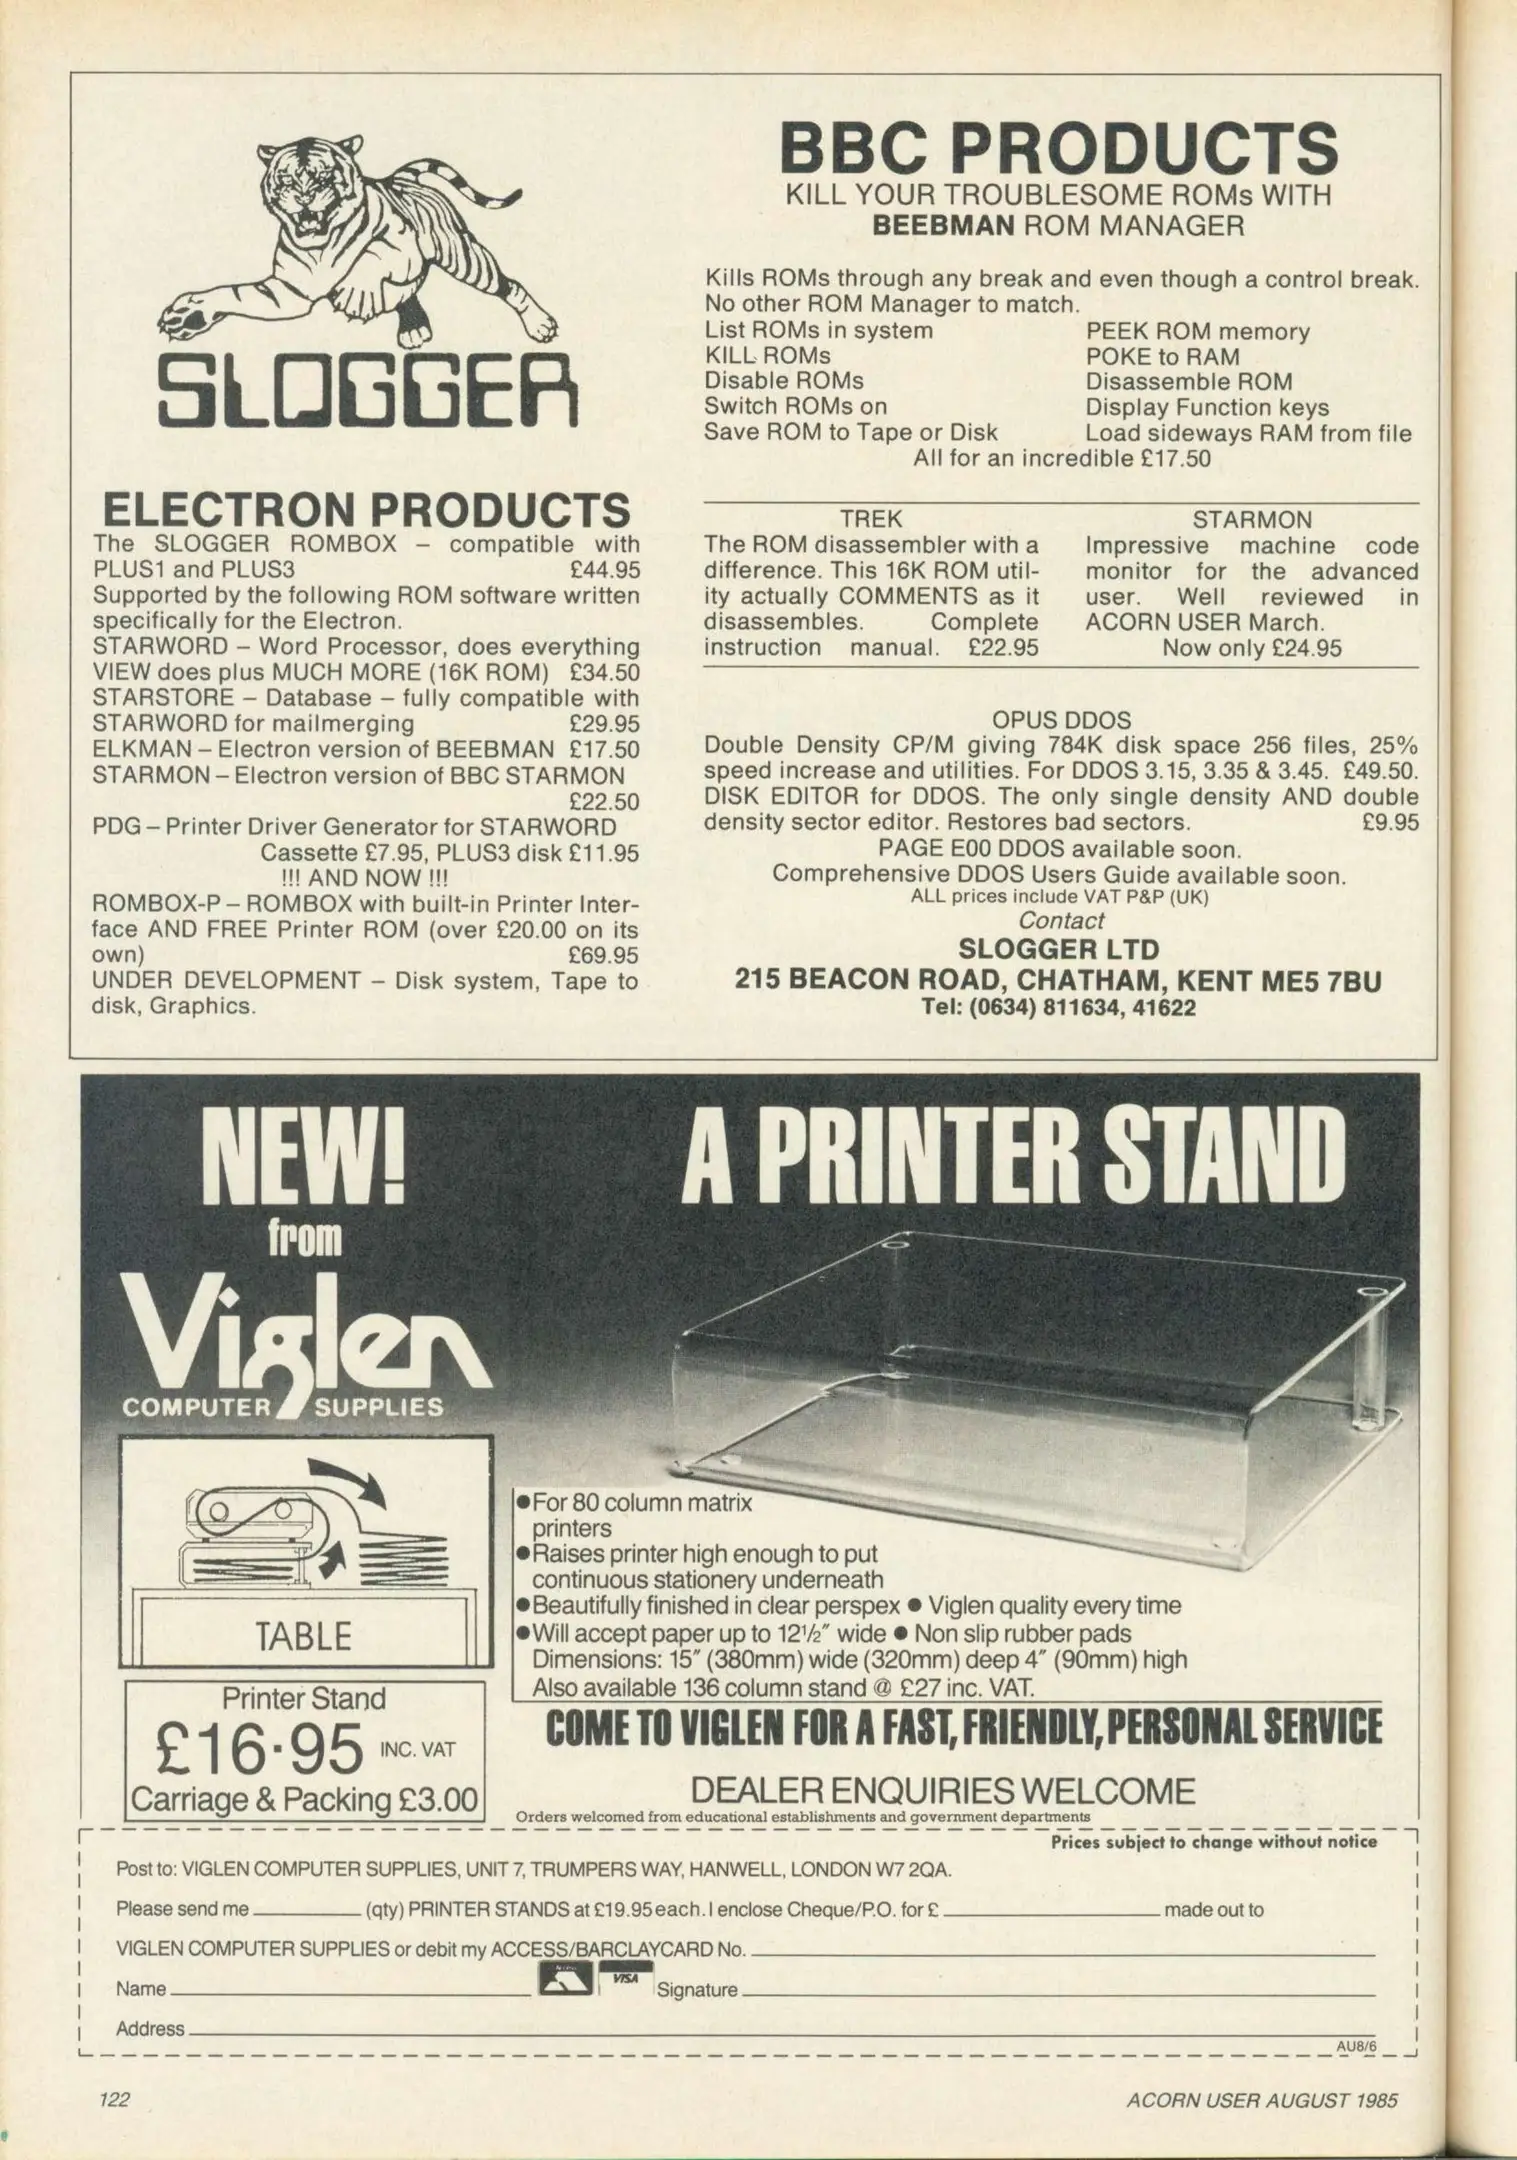 SLOGGER
ELECTRON PRODUCTS
The SLOGGER ROMBOX – compatible with
PLUS1 and PLUS3 £44.95
Supported by the following ROM software written
specifically for the Electron.
STARWORD – Word Processor, does everything
VIEW does plus MUCH MORE (16K ROM) £34.50
STARSTORE – Database – fully compatible with
STARWORD for mailmerging £29.95
ELKMAN – Electron version of BEEBMAN £17.50
STARMON – Electron version of BBC STARMON
£22.50
PDG – Printer Driver Generator for STARWORD
Cassette £7.95, PLUS3 disk £11.95
!!! AND NOW !!!
ROMBOX-P – ROMBOX with built-in Printer Inter-
face AND FREE Printer ROM (over £20.00 on its
own) £69.95
UNDER DEVELOPMENT – Disk system, Tape to
disk, Graphics.
BBC PRODUCTS
KILL YOUR TROUBLESOME ROMs WITH
BEEBMAN ROM MANAGER
Kills ROMs through any break and even though a control break.
No other ROM Manager to match.
List ROMs in system PEEK ROM memory
KILL ROMs POKE to RAM
Disable ROMs Disassemble ROM
Switch ROMs on Display Function keys
Save ROM to Tape or Disk Load sideways RAM from file
All for an incredible £17.50
TREK
The ROM disassembler with a
difference. This 16K ROM util-
ity actually COMMENTS as it
disassembles. Complete
instruction manual. £22.95
STARMON
Impressive machine code
monitor for the advanced
user. Well reviewed in
ACORN USER March.
Now only £24.95
OPUS DDOS
Double Density CP/M giving 784K disk space 256 files, 25%
speed increase and utilities. For DDOS 3.15, 3.35 & 3.45. £49.50.
DISK EDITOR for DDOS. The only single density AND double
density sector editor. Restores bad sectors. £9.95
PAGE E00 DDOS available soon.
Comprehensive DDOS Users Guide available soon.
ALL prices include VAT P&P (UK)
Contact
SLOGGER LTD
215 BEACON ROAD, CHATHAM, KENT ME5 7BU
Tel: (0634) 811634, 41622
NEW! A PRINTER STAND
from
Viglen
COMPUTER SUPPLIES
TABLE
Printer Stand
£16·95 INC. VAT
Carriage & Packing £3.00
●For 80 column matrix
printers
●Raises printer high enough to put
continuous stationery underneath
●Beautifully finished in clear perspex ● Viglen quality every time
●Will accept paper up to 12½″ wide ● Non slip rubber pads
Dimensions: 15″ (380mm) wide (320mm) deep 4″ (90mm) high
Also available 136 column stand @ £27 inc. VAT.
COME TO VIGLEN FOR A FAST, FRIENDLY, PERSONAL SERVICE
DEALER ENQUIRIES WELCOME
Orders welcomed from educational establishments and government departments
Prices subject to change without notice
Post to: VIGLEN COMPUTER SUPPLIES, UNIT 7, TRUMPERS WAY, HANWELL, LONDON W7 2QA.
Please send me (qty) PRINTER STANDS at £19.95 each. I enclose Cheque/P.O. for £ made out to
VIGLEN COMPUTER SUPPLIES or debit my ACCESS/BARCLAYCARD No.
Name VISA Signature
Address
AU8/6
122 ACORN USER AUGUST 1985